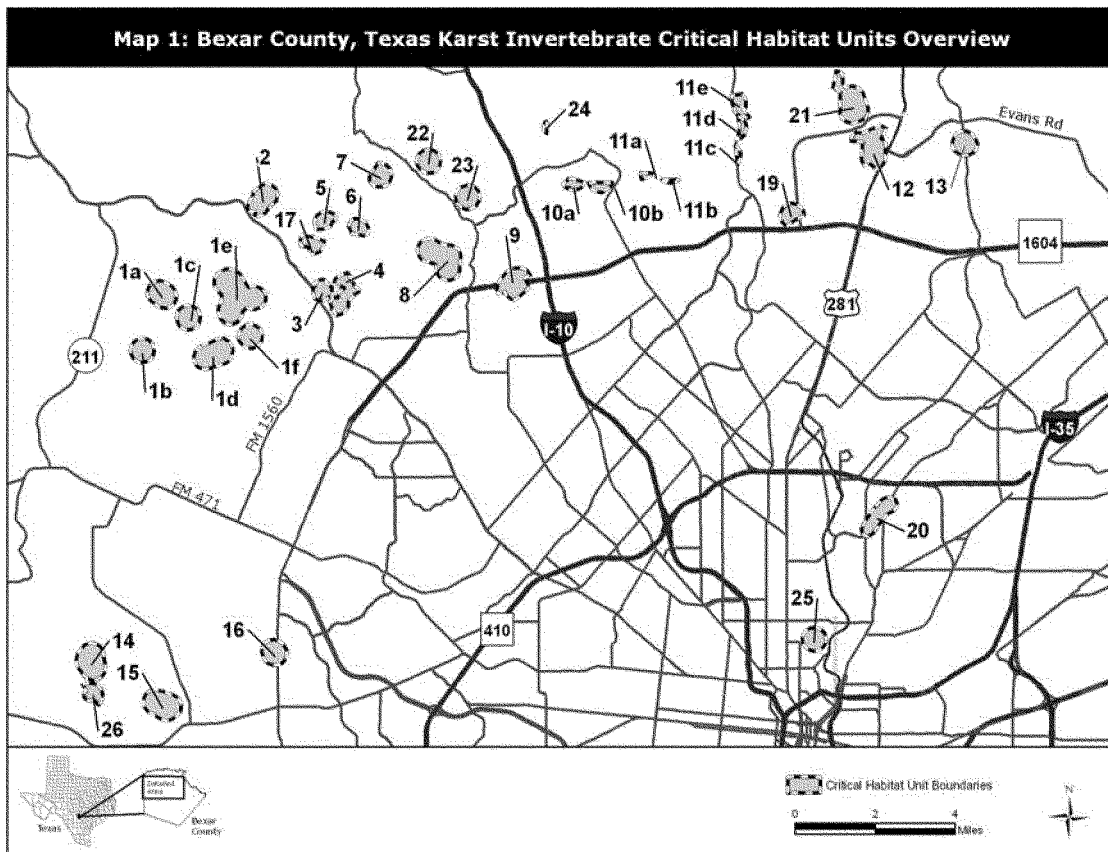 Map 1: Bexar County, Texas Karst Invertebrate Critical Habitat Units Overview
24
11e
21
11d
Evans Rd
22
11a
11c
7
2
23
5
19
12
13
6
10a
10b
11b
17
1e
9
1604
1c
4
1a
8
3
281
I-10
211
1f
1b
1d
FM 1560
I-35
FM 471
20
25
16
410
14
15
26
Detailed Area
Texas
Bexar County
Critical Habitat Unit Boundaries
N
0 2 4
Miles